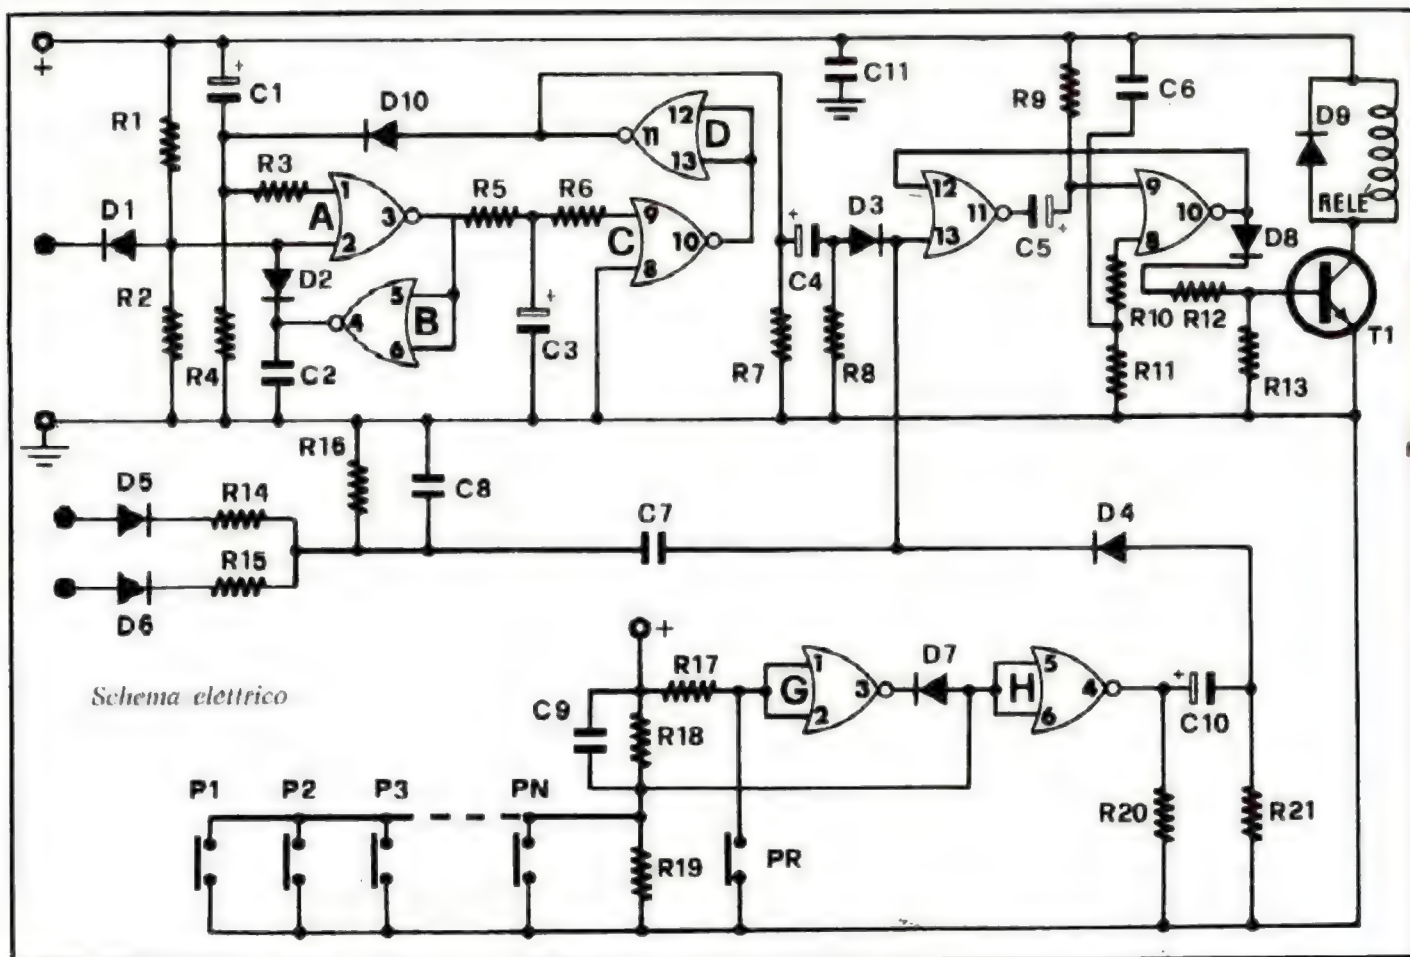 +
R1
C1
+
D10
C11
R9
C6
D9
RELÉ
D1
R2
R3
1
A
2
3
R4
D2
C2
4
5
B
6
R5
R6
+
C3
9
C
8
10
11
12
D
13
R7
+
C4
D3
R8
12
13
11
C5
+
9
8
10
D8
R10
R12
R11
R13
T1
R16
C8
D5
R14
R15
D6
C7
D4
Schema elettrico
+
C9
R17
R18
1
G
2
3
D7
5
H
6
4
+
C10
P1
P2
P3
PN
R19
PR
R20
R21